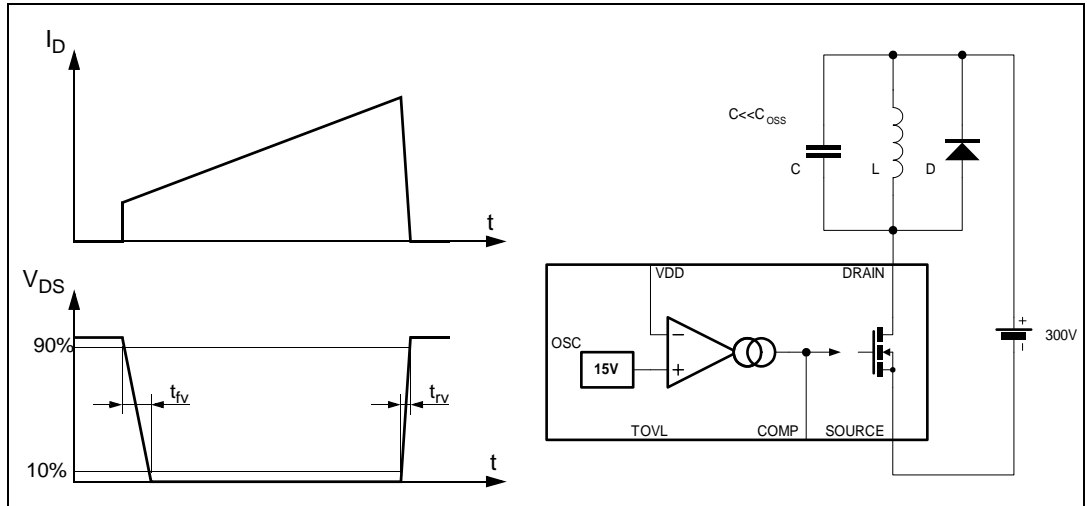 I_D
t
V_DS
90%
t_fv
t_rv
10%
t
C<<C_OSS
C
L
D
VDD
DRAIN
OSC
15V
−
+
TOVL
COMP
SOURCE
+
−
300V